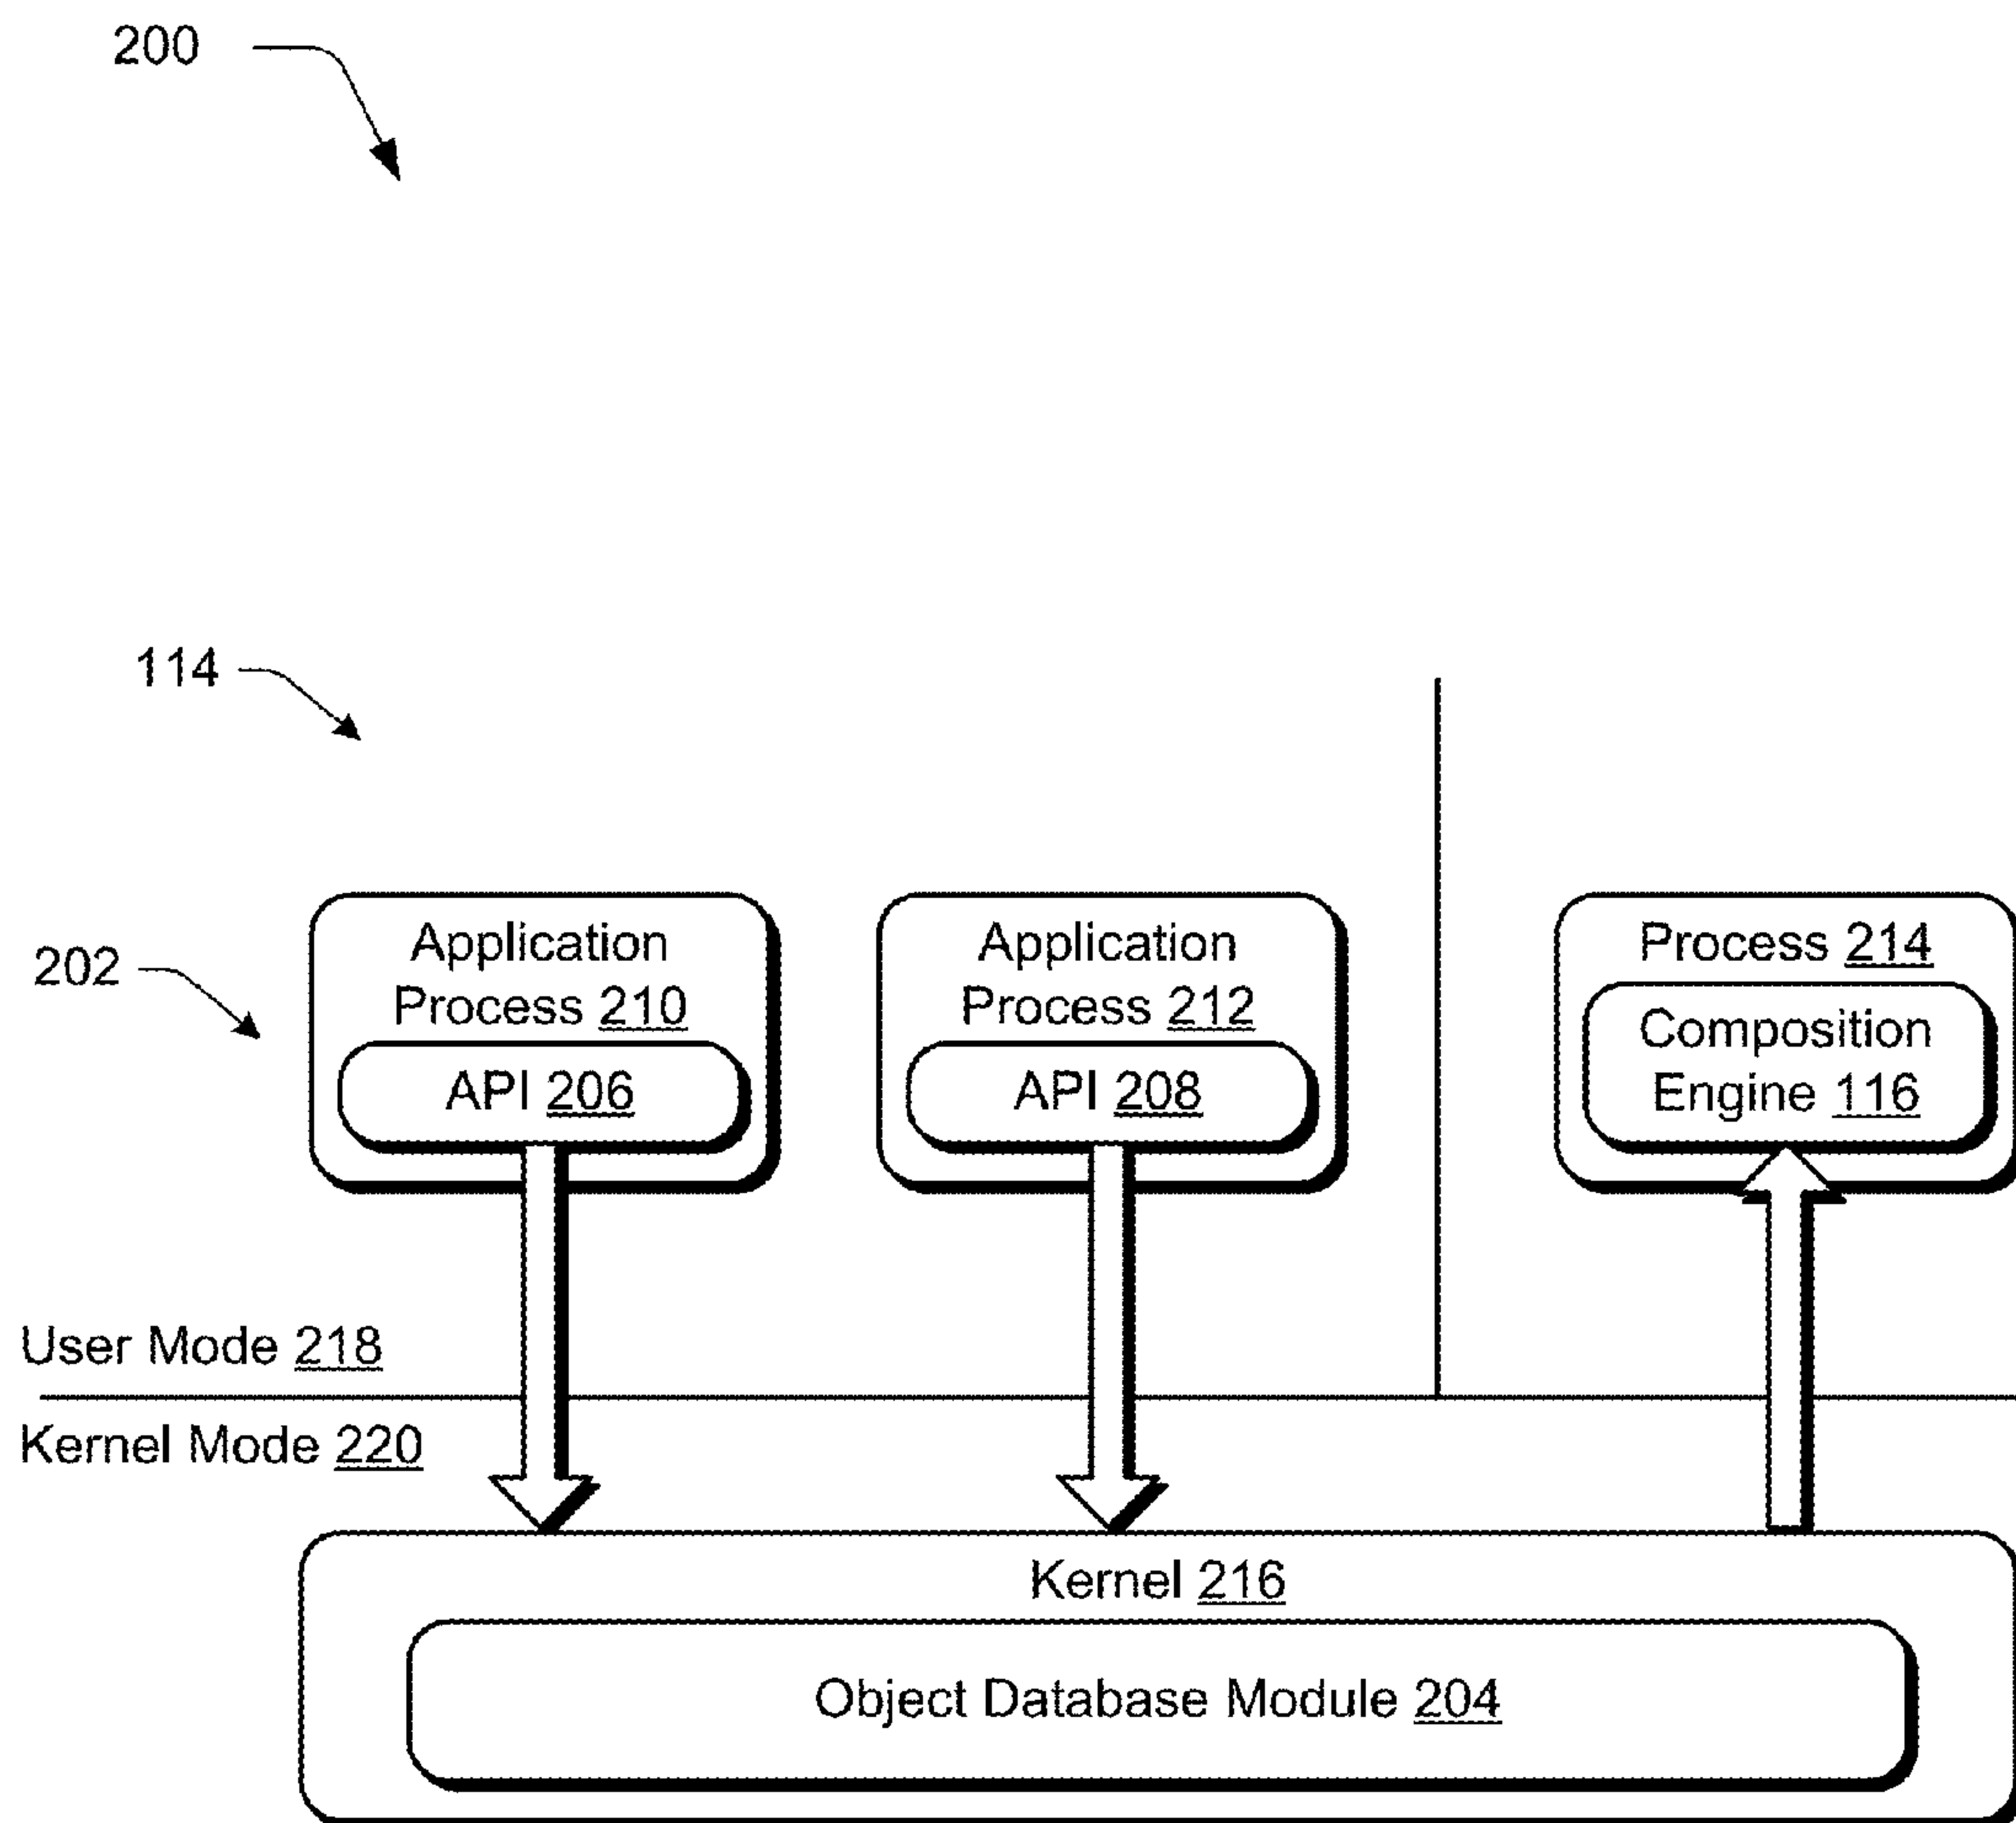 200
114
202
Application
Process 210
API 206
Application
Process 212
API 208
Process 214
Composition
Engine 116
User Mode 218
Kernel Mode 220
Kernel 216
Object Database Module 204